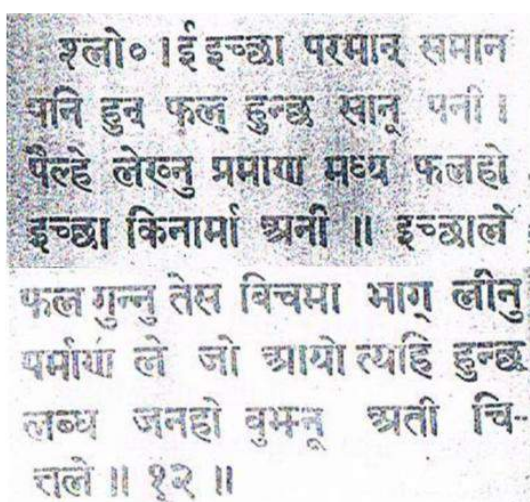 श्लो० ।ई इच्छा परमान् समान
पानि हुन् फल् हुन्छ सानू पनी ।
पैल्हे लेख्नु प्रमाण मध्य फलहो
इच्छा किनार्मा अनी ॥ इच्छाले
फल गुन्नु तेस बिचमा भाग् लीनु
पर्माण ले जो आयो त्यहि हुन्छ
लब्ध जनहो वुझ्नू अती चि-
त्तले ॥ १२ ॥